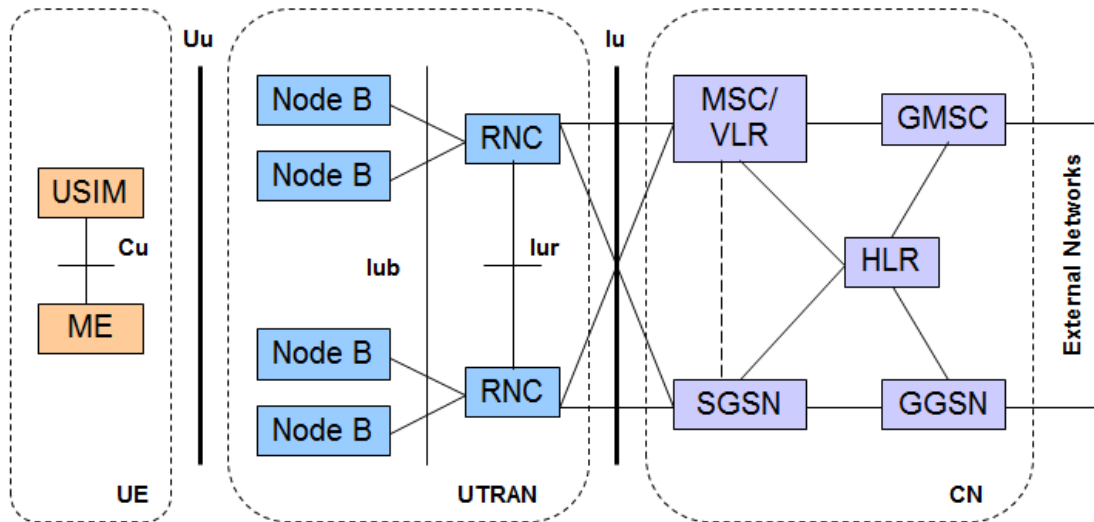 Uu
Iu
Node B
Node B
RNC
MSC/
VLR
GMSC
USIM
Cu
ME
Iub
Iur
HLR
External Networks
Node B
Node B
RNC
SGSN
GGSN
UE
UTRAN
CN